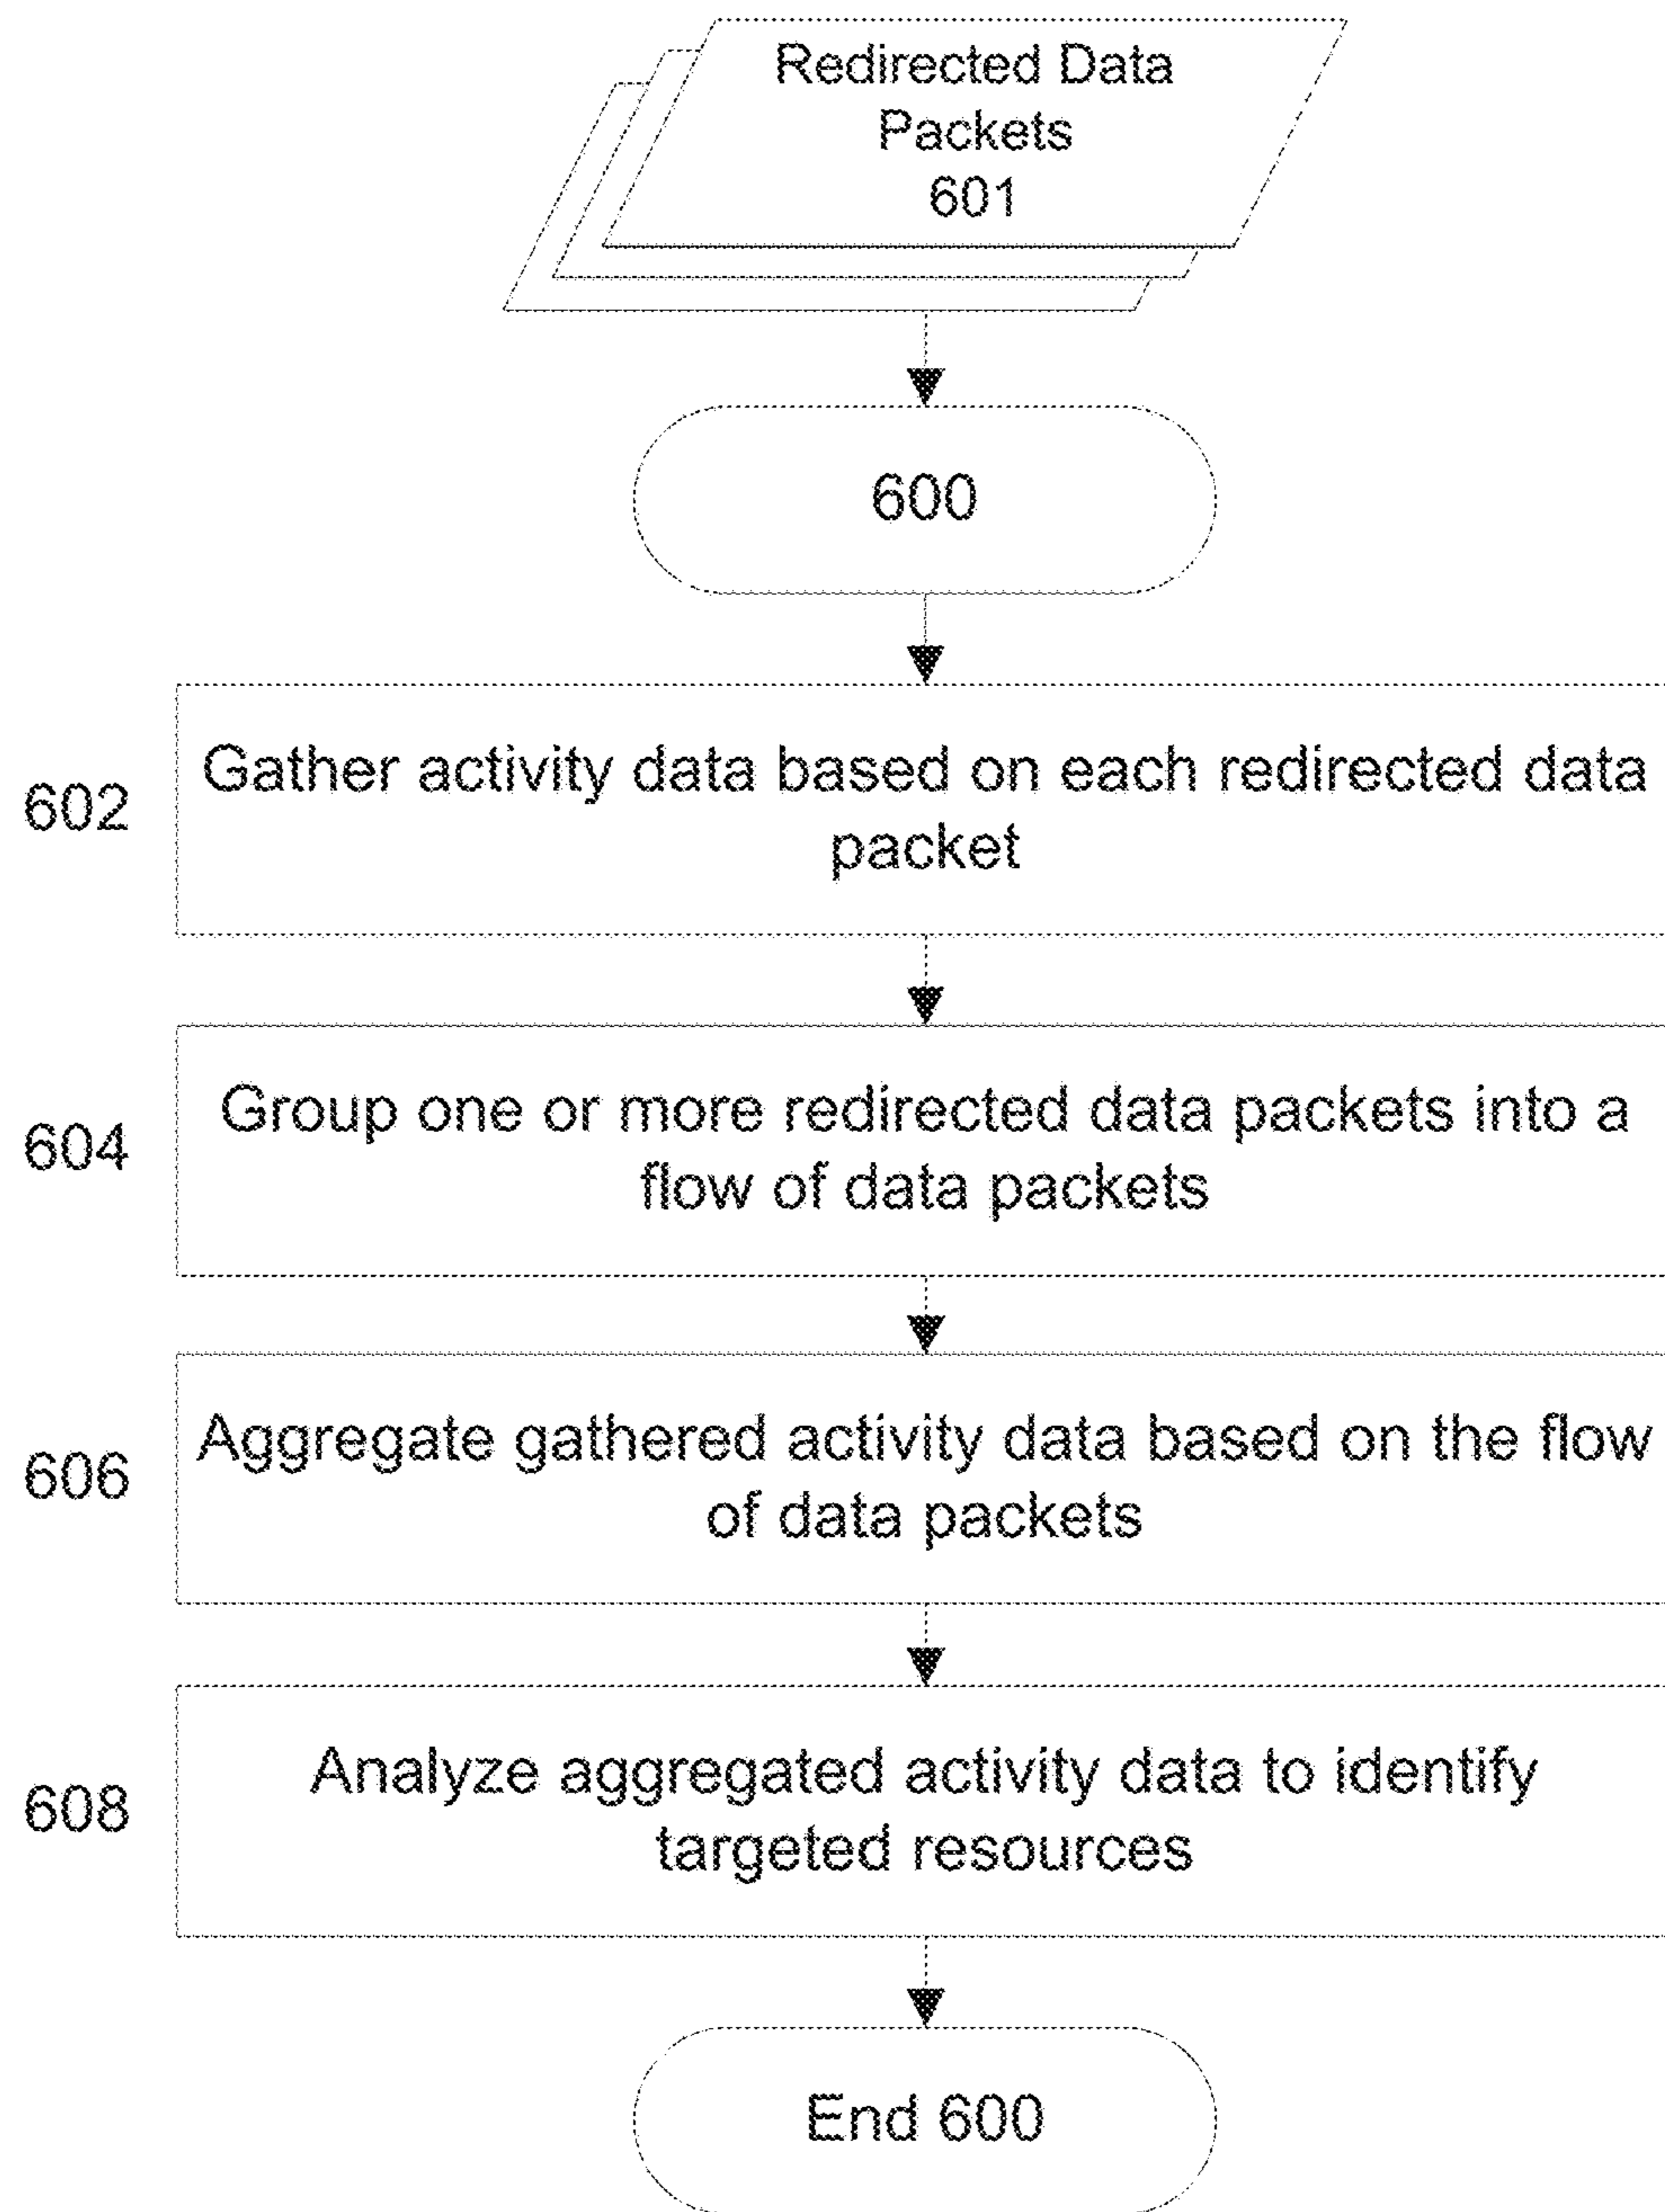 Redirected Data
Packets
601
600
602
Gather activity data based on each redirected data
packet
604
Group one or more redirected data packets into a
flow of data packets
606
Aggregate gathered activity data based on the flow
of data packets
608
Analyze aggregated activity data to identify
targeted resources
End 600